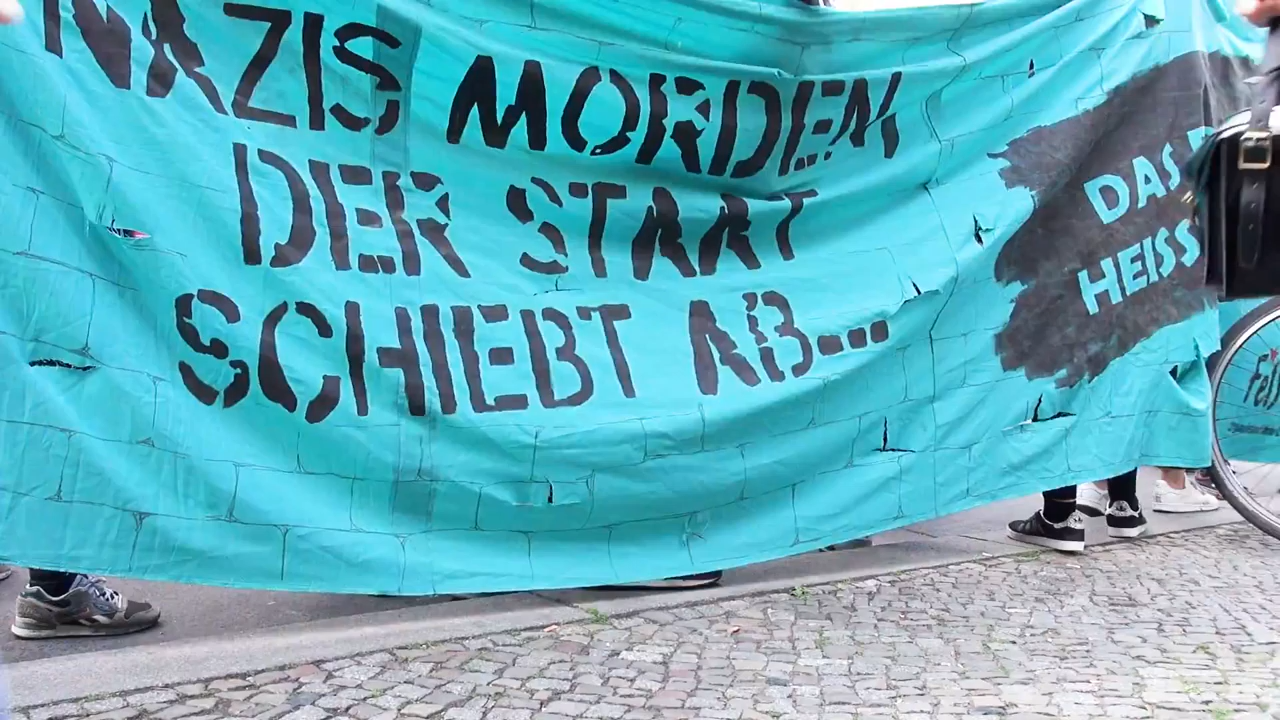 NAZIS MORDEN
DER STAAT
SCHIEBT AB...
DAS
HEISS